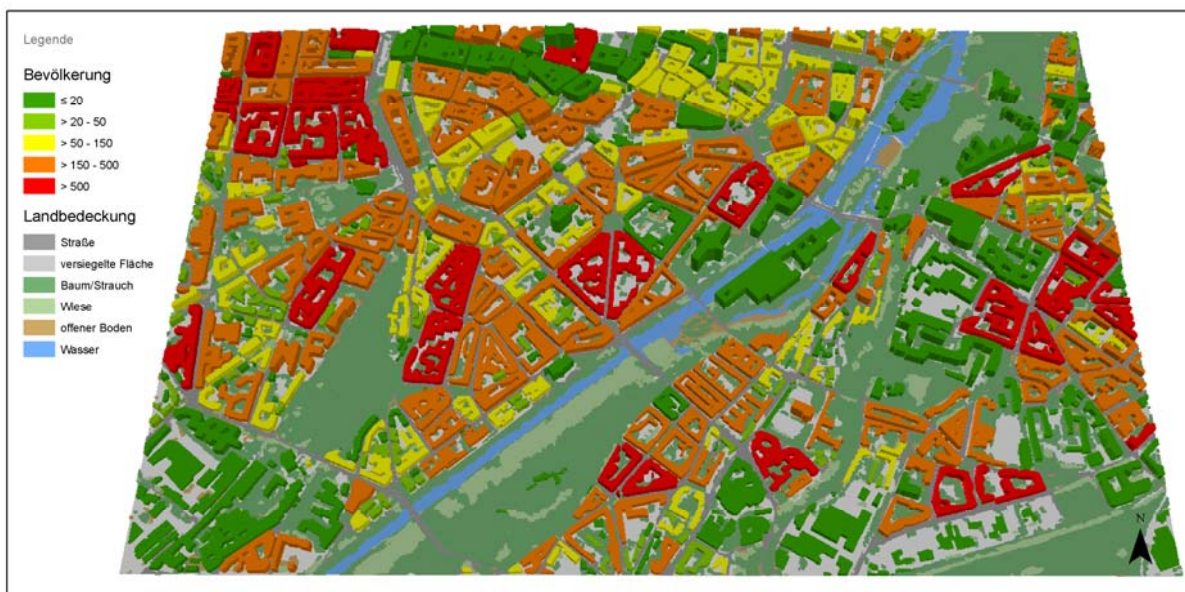 Legende
Bevölkerung
≤ 20
> 20 - 50
> 50 - 150
> 150 - 500
> 500
Landbedeckung
Straße
versiegelte Fläche
Baum/Strauch
Wiese
offener Boden
Wasser
N